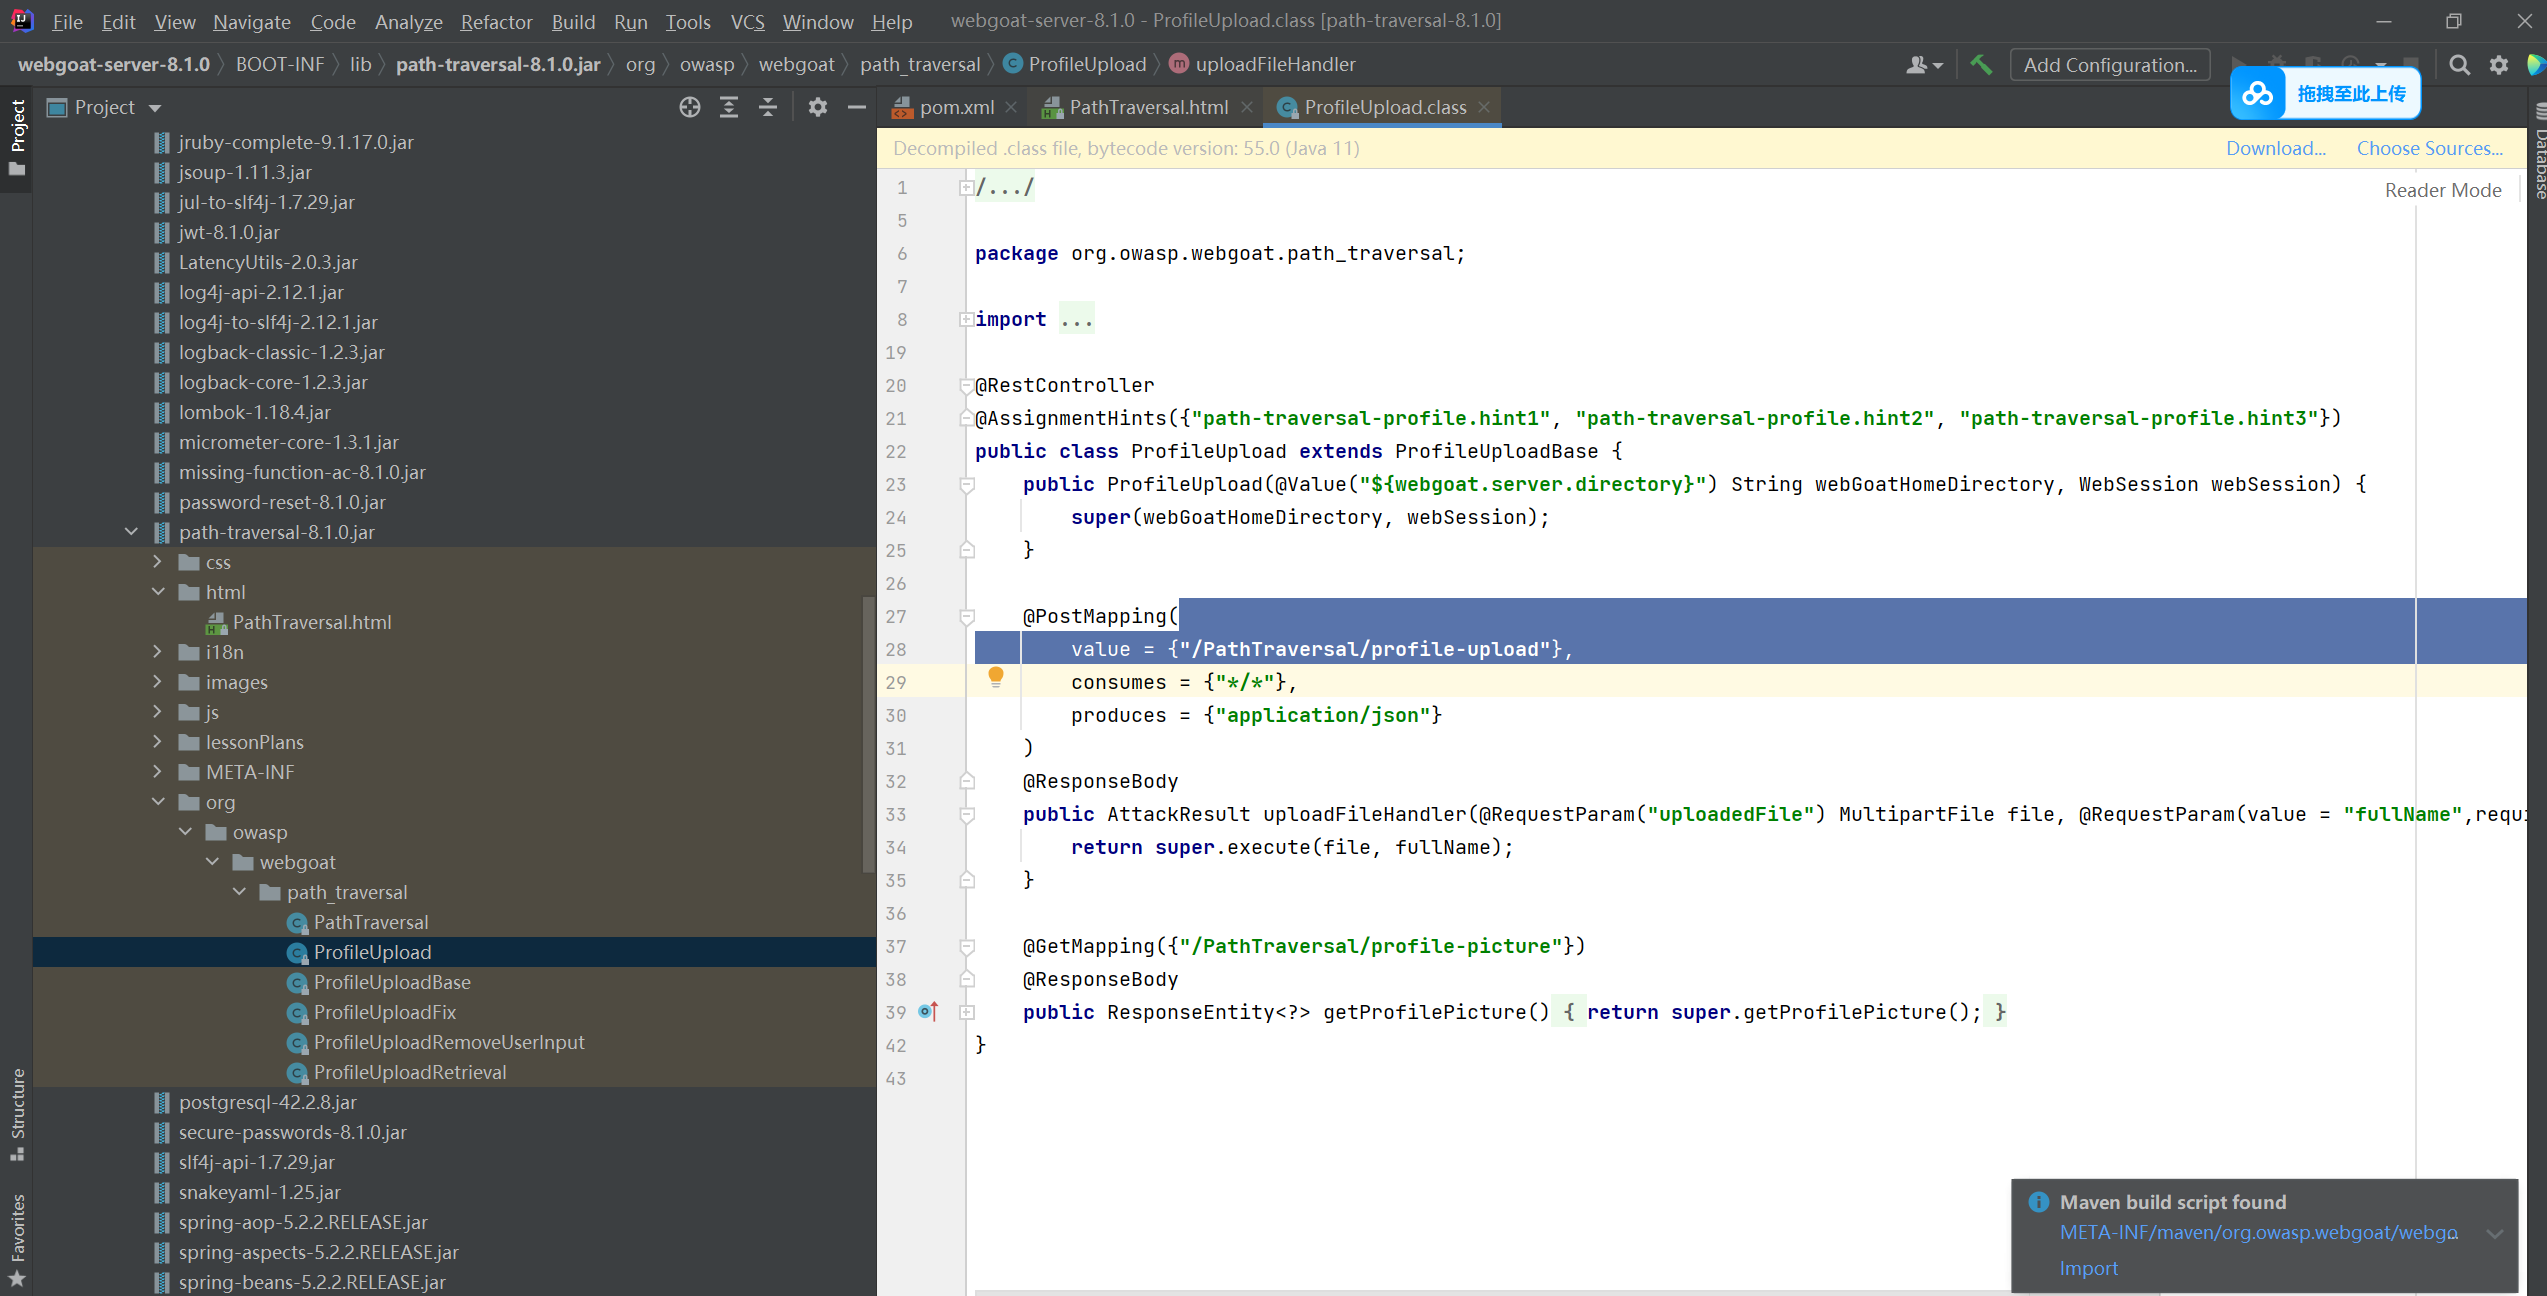 File Edit View Navigate Code Analyze Refactor Build Run Tools VCS Window Help webgoat-server-8.1.0 - ProfileUpload.class [path-traversal-8.1.0]
webgoat-server-8.1.0 BOOT-INF lib path-traversal-8.1.0.jar org owasp webgoat path_traversal ProfileUpload uploadFileHandler Add Configuration...
拖拽至此上传
Project
Project
Structure
Favorites
Database
jruby-complete-9.1.17.0.jar
jsoup-1.11.3.jar
jul-to-slf4j-1.7.29.jar
jwt-8.1.0.jar
LatencyUtils-2.0.3.jar
log4j-api-2.12.1.jar
log4j-to-slf4j-2.12.1.jar
logback-classic-1.2.3.jar
logback-core-1.2.3.jar
lombok-1.18.4.jar
micrometer-core-1.3.1.jar
missing-function-ac-8.1.0.jar
password-reset-8.1.0.jar
path-traversal-8.1.0.jar
css
html
PathTraversal.html
i18n
images
js
lessonPlans
META-INF
org
owasp
webgoat
path_traversal
PathTraversal
ProfileUpload
ProfileUploadBase
ProfileUploadFix
ProfileUploadRemoveUserInput
ProfileUploadRetrieval
postgresql-42.2.8.jar
secure-passwords-8.1.0.jar
slf4j-api-1.7.29.jar
snakeyaml-1.25.jar
spring-aop-5.2.2.RELEASE.jar
spring-aspects-5.2.2.RELEASE.jar
spring-beans-5.2.2.RELEASE.jar
pom.xml PathTraversal.html ProfileUpload.class
Decompiled .class file, bytecode version: 55.0 (Java 11) Download... Choose Sources...
Reader Mode
1 /.../
5
6 package org.owasp.webgoat.path_traversal;
7
8 import ...
19
20 @RestController
21 @AssignmentHints({"path-traversal-profile.hint1", "path-traversal-profile.hint2", "path-traversal-profile.hint3"})
22 public class ProfileUpload extends ProfileUploadBase {
23 public ProfileUpload(@Value("${webgoat.server.directory}") String webGoatHomeDirectory, WebSession webSession) {
24 super(webGoatHomeDirectory, webSession);
25 }
26
27 @PostMapping(
28 value = {"/PathTraversal/profile-upload"},
29 consumes = {"*/*"},
30 produces = {"application/json"}
31 )
32 @ResponseBody
33 public AttackResult uploadFileHandler(@RequestParam("uploadedFile") MultipartFile file, @RequestParam(value = "fullName",requi
34 return super.execute(file, fullName);
35 }
36
37 @GetMapping({"/PathTraversal/profile-picture"})
38 @ResponseBody
39 public ResponseEntity<?> getProfilePicture() { return super.getProfilePicture(); }
42 }
43
Maven build script found
META-INF/maven/org.owasp.webgoat/webgo...
Import